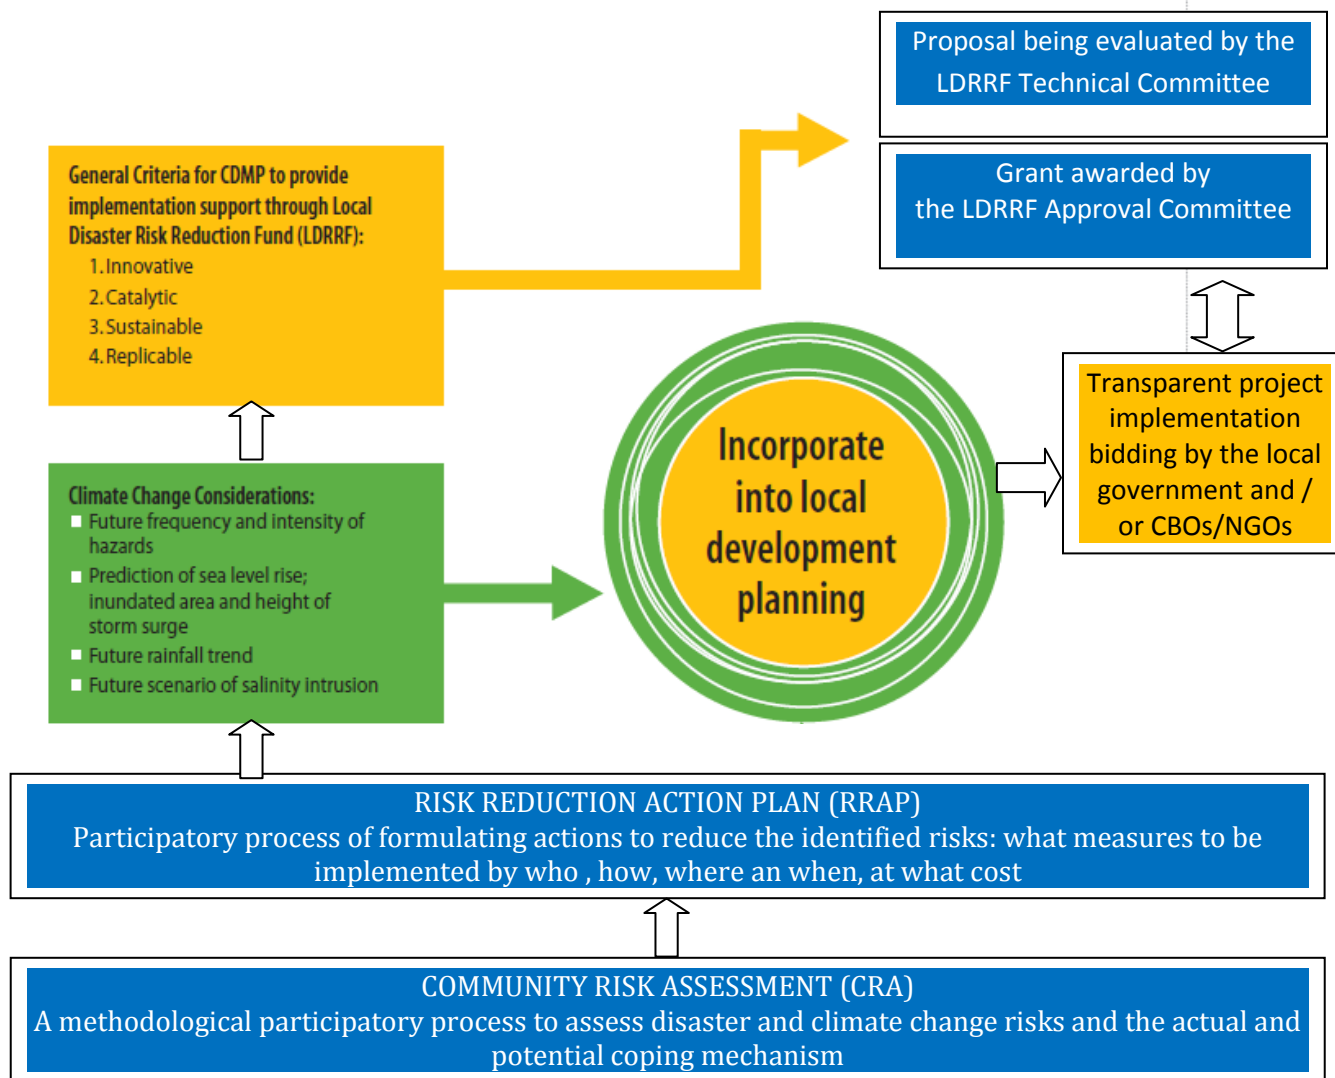 Proposal being evaluated by the
LDRRF Technical Committee
Grant awarded by
the LDRRF Approval Committee
General Criteria for CDMP to provide
implementation support through Local
Disaster Risk Reduction Fund (LDRRF):
1. Innovative
2. Catalytic
3. Sustainable
4. Replicable
Transparent project
implementation
bidding by the local
government and /
or CBOs/NGOs
Incorporate
into local
development
planning
Climate Change Considerations:
Future frequency and intensity of
hazards
Prediction of sea level rise;
inundated area and height of
storm surge
Future rainfall trend
Future scenario of salinity intrusion
RISK REDUCTION ACTION PLAN (RRAP)
Participatory process of formulating actions to reduce the identified risks: what measures to be
implemented by who , how, where an when, at what cost
COMMUNITY RISK ASSESSMENT (CRA)
A methodological participatory process to assess disaster and climate change risks and the actual and
potential coping mechanism